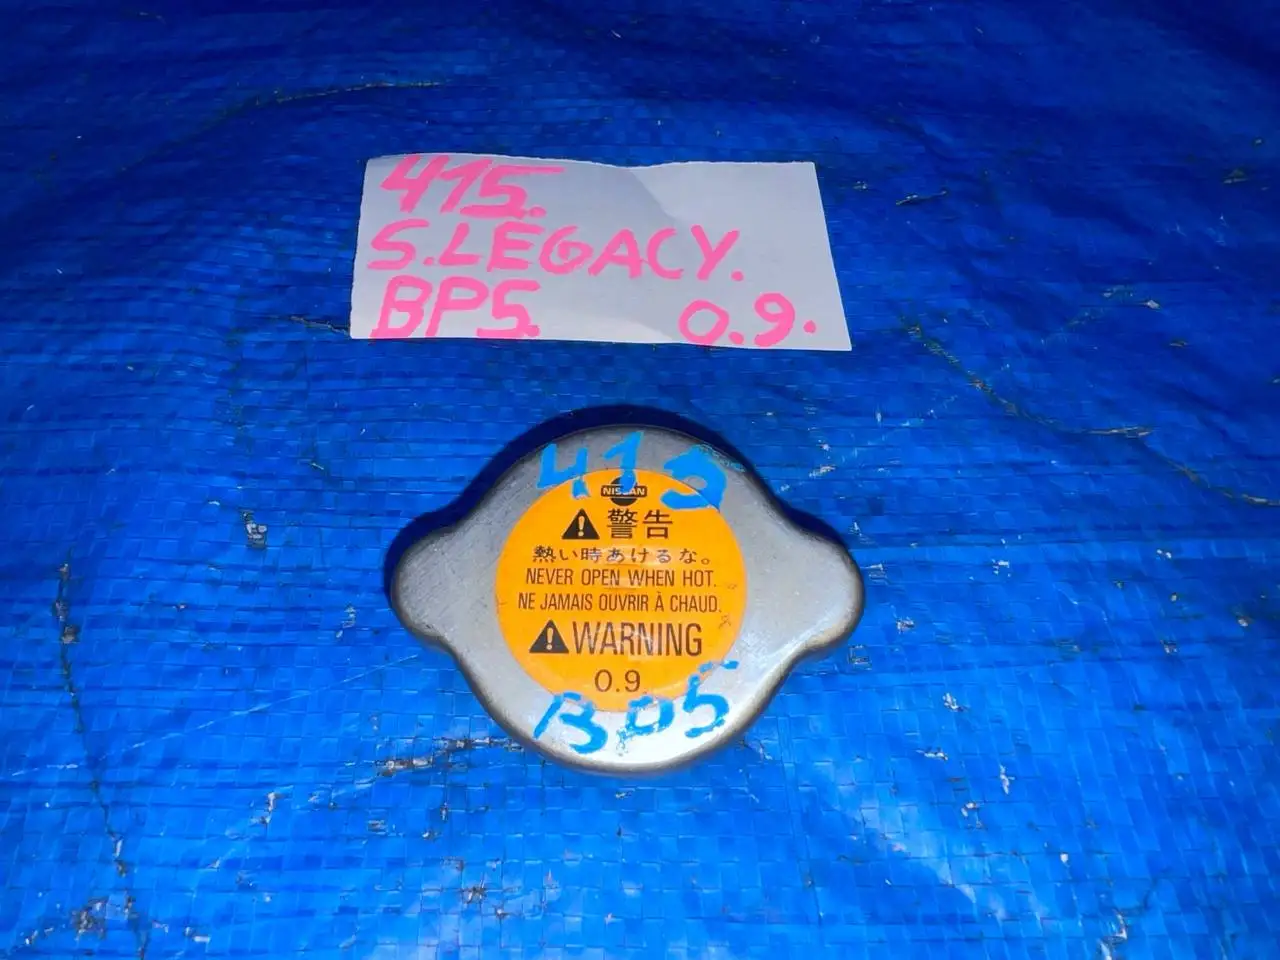 415.
S.LEGACY.
BP5. 0.9.
415
NISSAN
警告
熱い時あけるな。
NEVER OPEN WHEN HOT.
NE JAMAIS OUVRIR À CHAUD.
WARNING
0.9
BP5